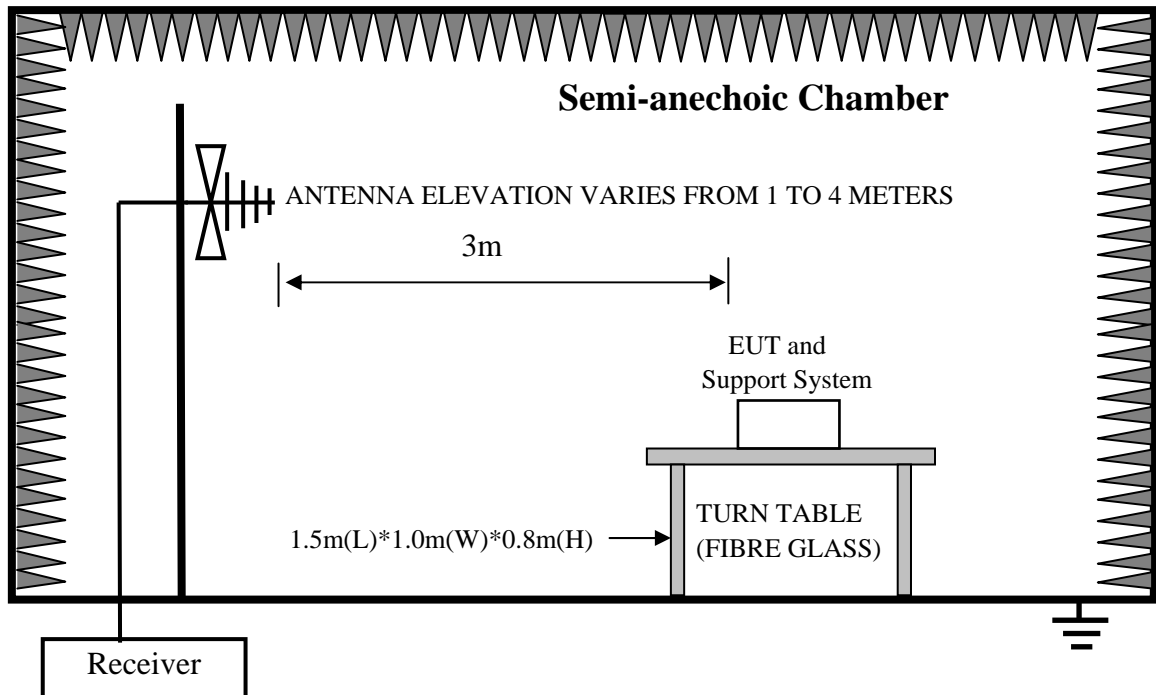 Semi-anechoic Chamber
ANTENNA ELEVATION VARIES FROM 1 TO 4 METERS
3m
EUT and
Support System
1.5m(L)*1.0m(W)*0.8m(H)
TURN TABLE
(FIBRE GLASS)
Receiver